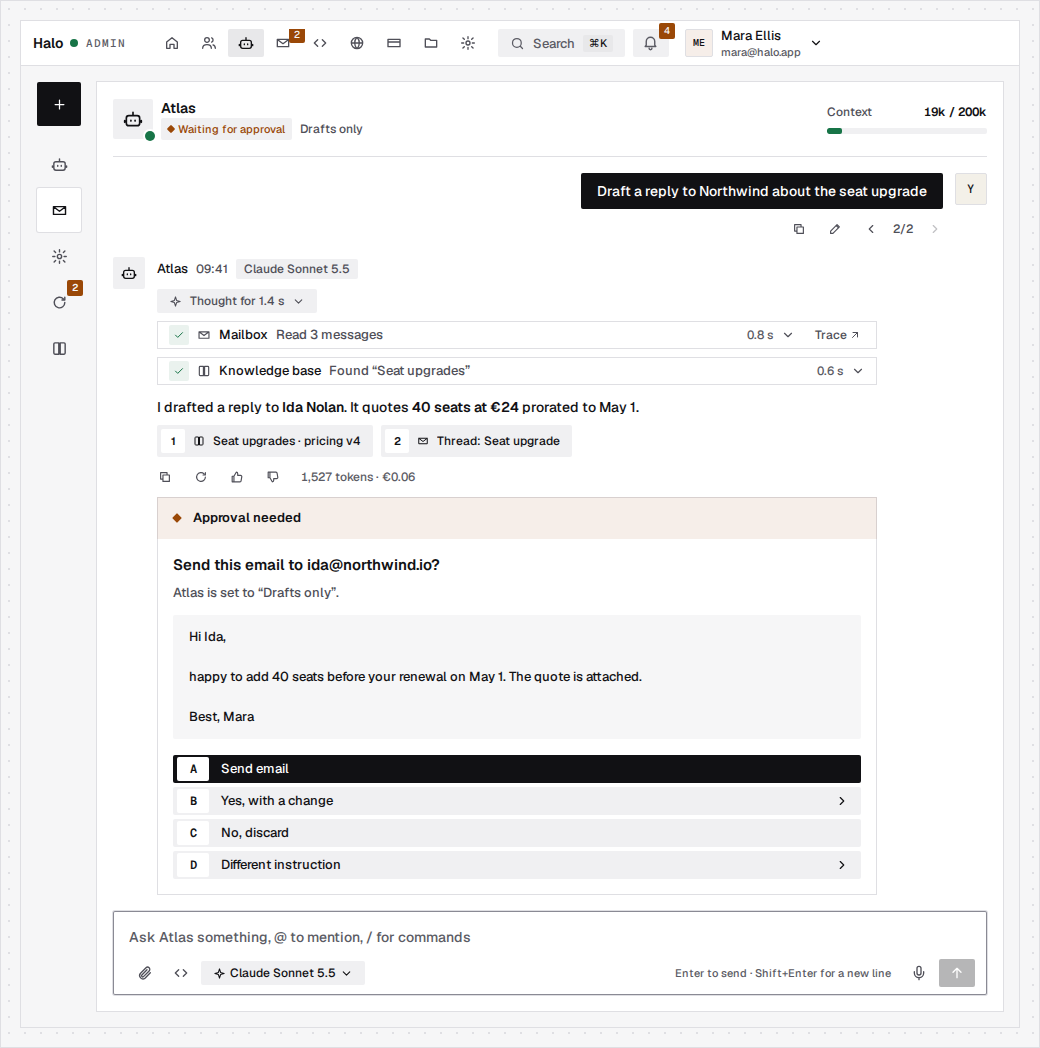 Halo ADMIN 2 Search ⌘K 4 ME Mara Ellis
mara@halo.app
Atlas
Waiting for approval Drafts only
Context 19k / 200k
Draft a reply to Northwind about the seat upgrade Y
2/2
Atlas 09:41 Claude Sonnet 5.5
Thought for 1.4 s
2
Mailbox Read 3 messages 0.8 s Trace
Knowledge base Found “Seat upgrades” 0.6 s
I drafted a reply to Ida Nolan. It quotes 40 seats at €24 prorated to May 1.
1 Seat upgrades · pricing v4 2 Thread: Seat upgrade
1,527 tokens · €0.06
Approval needed
Send this email to ida@northwind.io?
Atlas is set to “Drafts only”.
Hi Ida,
happy to add 40 seats before your renewal on May 1. The quote is attached.
Best, Mara
A Send email
B Yes, with a change
C No, discard
D Different instruction
Ask Atlas something, @ to mention, / for commands
Claude Sonnet 5.5 Enter to send · Shift+Enter for a new line